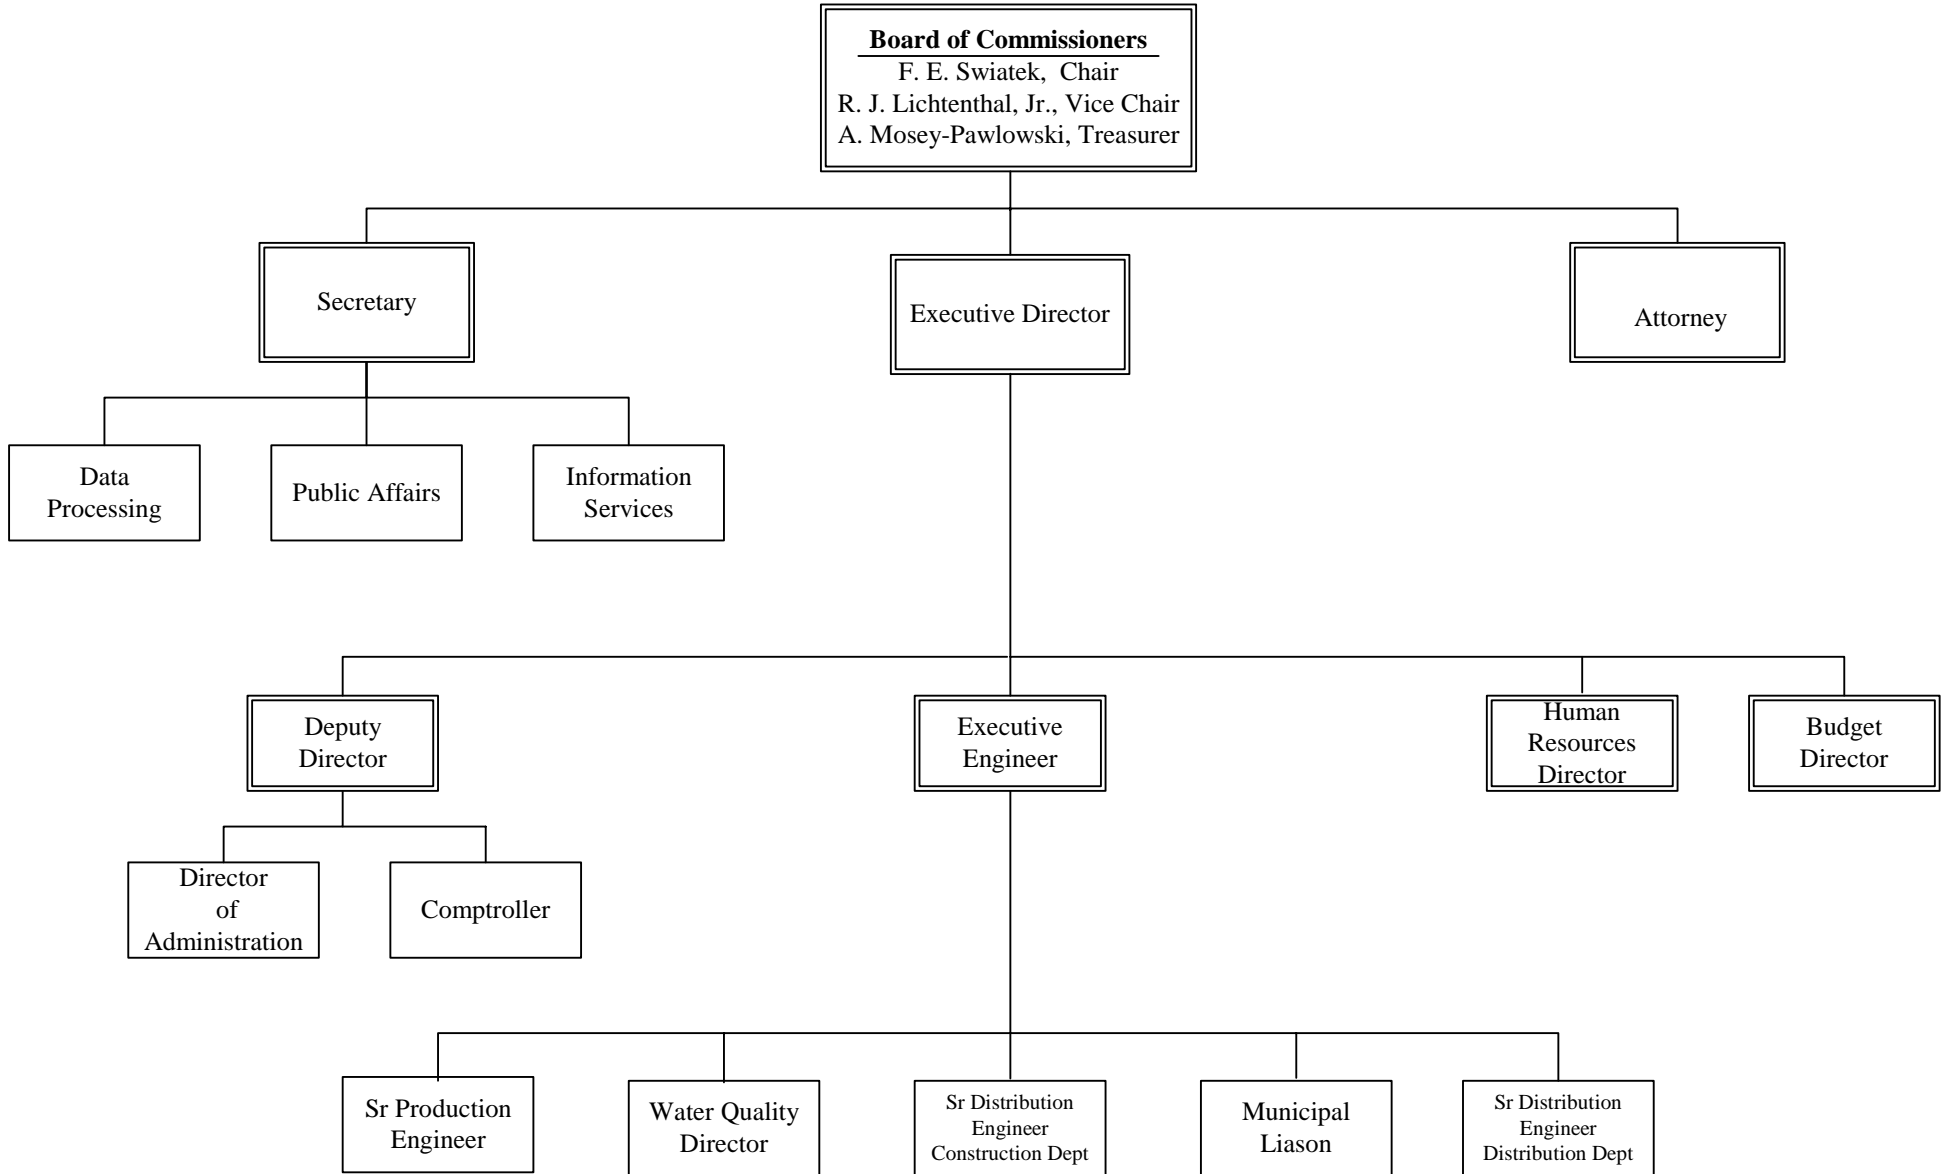 Board of Commissioners
F. E. Swiatek, Chair
R. J. Lichtenthal, Jr., Vice Chair
A. Mosey-Pawlowski, Treasurer
Secretary
Executive Director
Attorney
Data
Processing
Public Affairs
Information
Services
Deputy
Director
Executive
Engineer
Human
Resources
Director
Budget
Director
Director
of
Administration
Comptroller
Sr Production
Engineer
Water Quality
Director
Sr Distribution
Engineer
Construction Dept
Municipal
Liason
Sr Distribution
Engineer
Distribution Dept